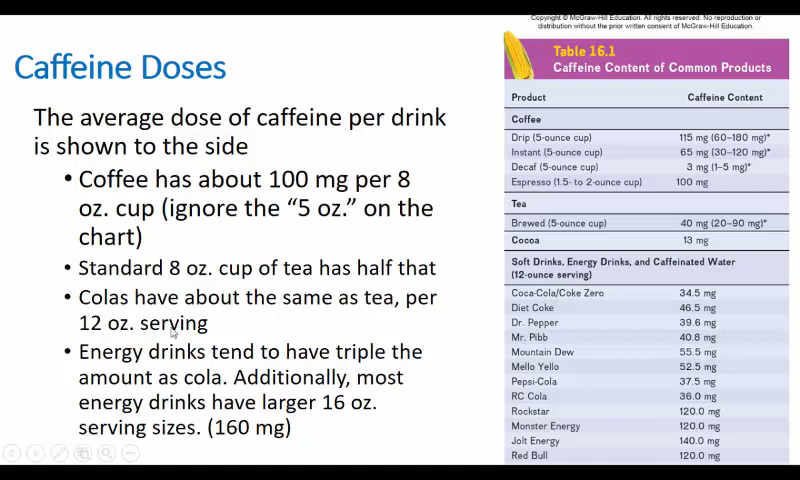 Copyright © McGraw-Hill Education. All rights reserved. No reproduction or
distribution without the prior written consent of McGraw-Hill Education.
Caffeine Doses
The average dose of caffeine per drink
is shown to the side
• Coffee has about 100 mg per 8
oz. cup (ignore the “5 oz.” on the
chart)
• Standard 8 oz. cup of tea has half that
• Colas have about the same as tea, per
12 oz. serving
• Energy drinks tend to have triple the
amount as cola. Additionally, most
energy drinks have larger 16 oz.
serving sizes. (160 mg)
Table 16.1
Caffeine Content of Common Products
Product Caffeine Content
Coffee
Drip (5-ounce cup) 115 mg (60–180 mg)*
Instant (5-ounce cup) 65 mg (30–120 mg)*
Decaf (5-ounce cup) 3 mg (1–5 mg)*
Espresso (1.5- to 2-ounce cup) 100 mg
Tea
Brewed (5-ounce cup) 40 mg (20–90 mg)*
Cocoa 13 mg
Soft Drinks, Energy Drinks, and Caffeinated Water
(12-ounce serving)
Coca-Cola/Coke Zero 34.5 mg
Diet Coke 46.5 mg
Dr. Pepper 39.6 mg
Mr. Pibb 40.8 mg
Mountain Dew 55.5 mg
Mello Yello 52.5 mg
Pepsi-Cola 37.5 mg
RC Cola 36.0 mg
Rockstar 120.0 mg
Monster Energy 120.0 mg
Jolt Energy 140.0 mg
Red Bull 120.0 mg